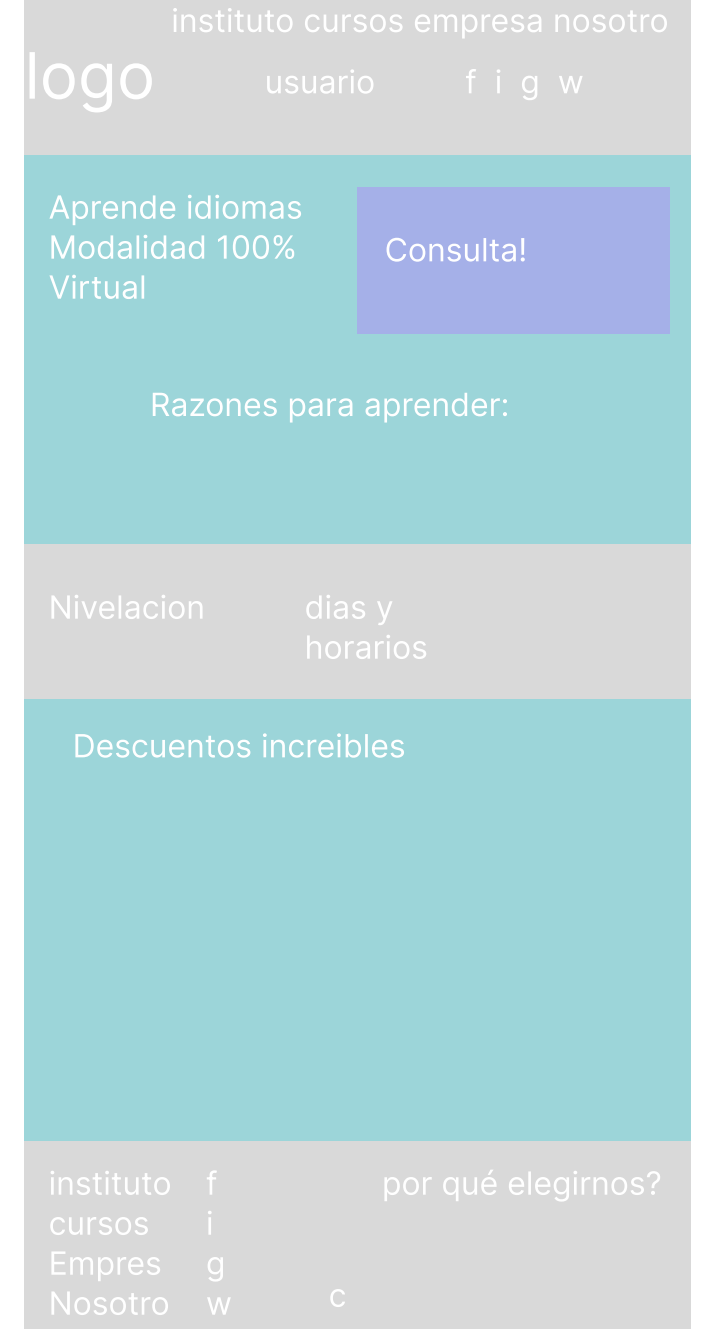 instituto cursos empresa nosotro
logo
usuario f i g w
Aprende idiomas
Modalidad 100%
Virtual
Consulta!
Razones para aprender:
Nivelacion
dias y
horarios
Descuentos increibles
instituto
cursos
Empres
Nosotro
f
i
g
w
c
por qué elegirnos?